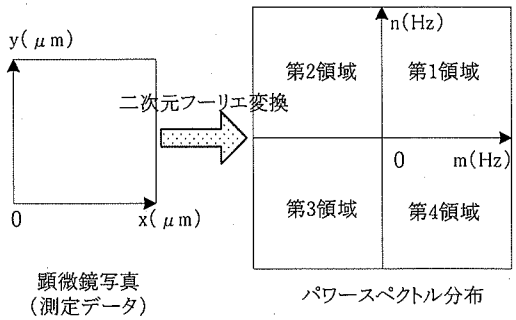 y(μm)
0
x(μm)
顕微鏡写真
(測定データ)
二次元フーリエ変換
n(Hz)
第2領域
第1領域
0
m(Hz)
第3領域
第4領域
パワースペクトル分布